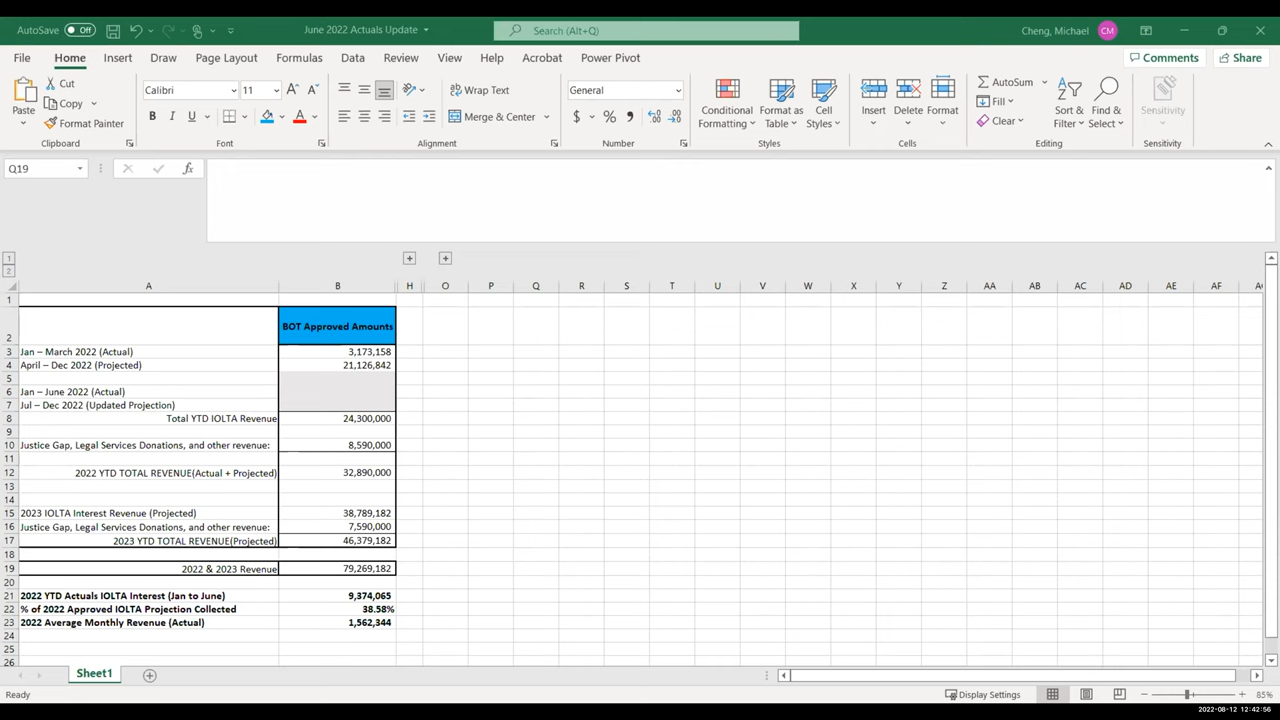 AutoSave Off June 2022 Actuals Update Search (Alt+Q) Cheng, Michael CM
File Home Insert Draw Page Layout Formulas Data Review View Help Acrobat Power Pivot Comments Share
Paste Cut Copy Format Painter Clipboard
Calibri 11 B I U A Font
Wrap Text Merge & Center Alignment
General $ % Number
Conditional Formatting Format as Table Cell Styles Styles
Insert Delete Format Cells
AutoSum Fill Clear Sort & Filter Find & Select Editing
Sensitivity Sensitivity
Q19 fx
1
2
A B H O P Q R S T U V W X Y Z AA AB AC AD AE AF
1
2 BOT Approved Amounts
3 Jan – March 2022 (Actual) 3,173,158
4 April – Dec 2022 (Projected) 21,126,842
5
6 Jan – June 2022 (Actual)
7 Jul – Dec 2022 (Updated Projection)
8 Total YTD IOLTA Revenue 24,300,000
9
10 Justice Gap, Legal Services Donations, and other revenue: 8,590,000
11
12 2022 YTD TOTAL REVENUE(Actual + Projected) 32,890,000
13
14
15 2023 IOLTA Interest Revenue (Projected) 38,789,182
16 Justice Gap, Legal Services Donations, and other revenue: 7,590,000
17 2023 YTD TOTAL REVENUE(Projected) 46,379,182
18
19 2022 & 2023 Revenue 79,269,182
20
21 2022 YTD Actuals IOLTA Interest (Jan to June) 9,374,065
22 % of 2022 Approved IOLTA Projection Collected 38.58%
23 2022 Average Monthly Revenue (Actual) 1,562,344
24
25
26
Sheet1
Ready Display Settings 85%
2022-08-12 12:42:56